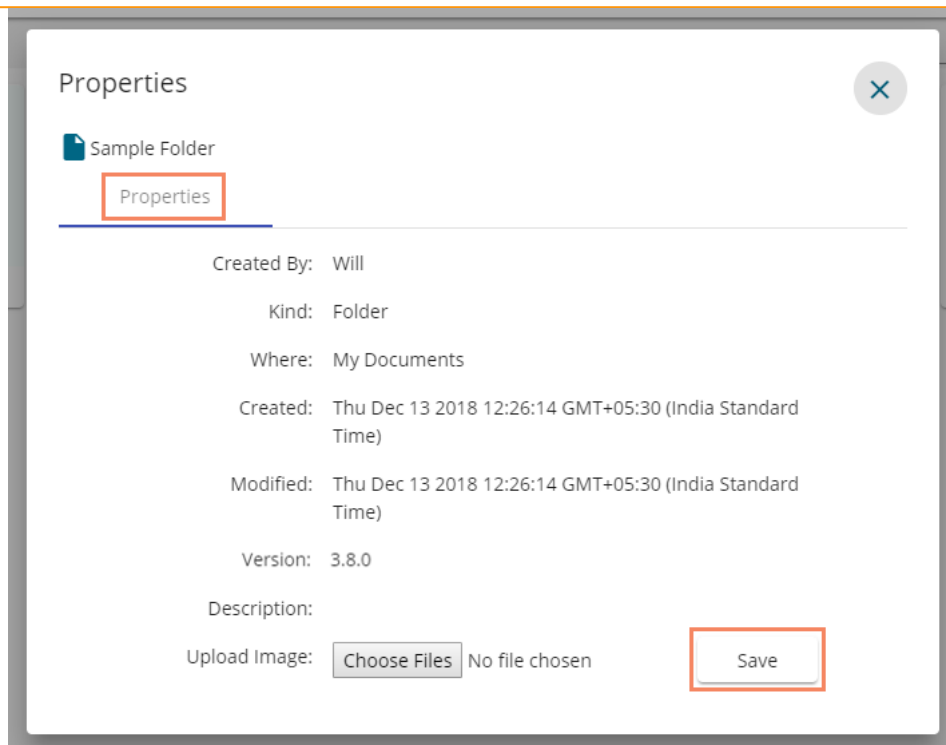 Properties
Sample Folder
Properties
Created By: Will
Kind: Folder
Where: My Documents
Created: Thu Dec 13 2018 12:26:14 GMT+05:30 (India Standard
Time)
Modified: Thu Dec 13 2018 12:26:14 GMT+05:30 (India Standard
Time)
Version: 3.8.0
Description:
Upload Image: Choose Files No file chosen Save